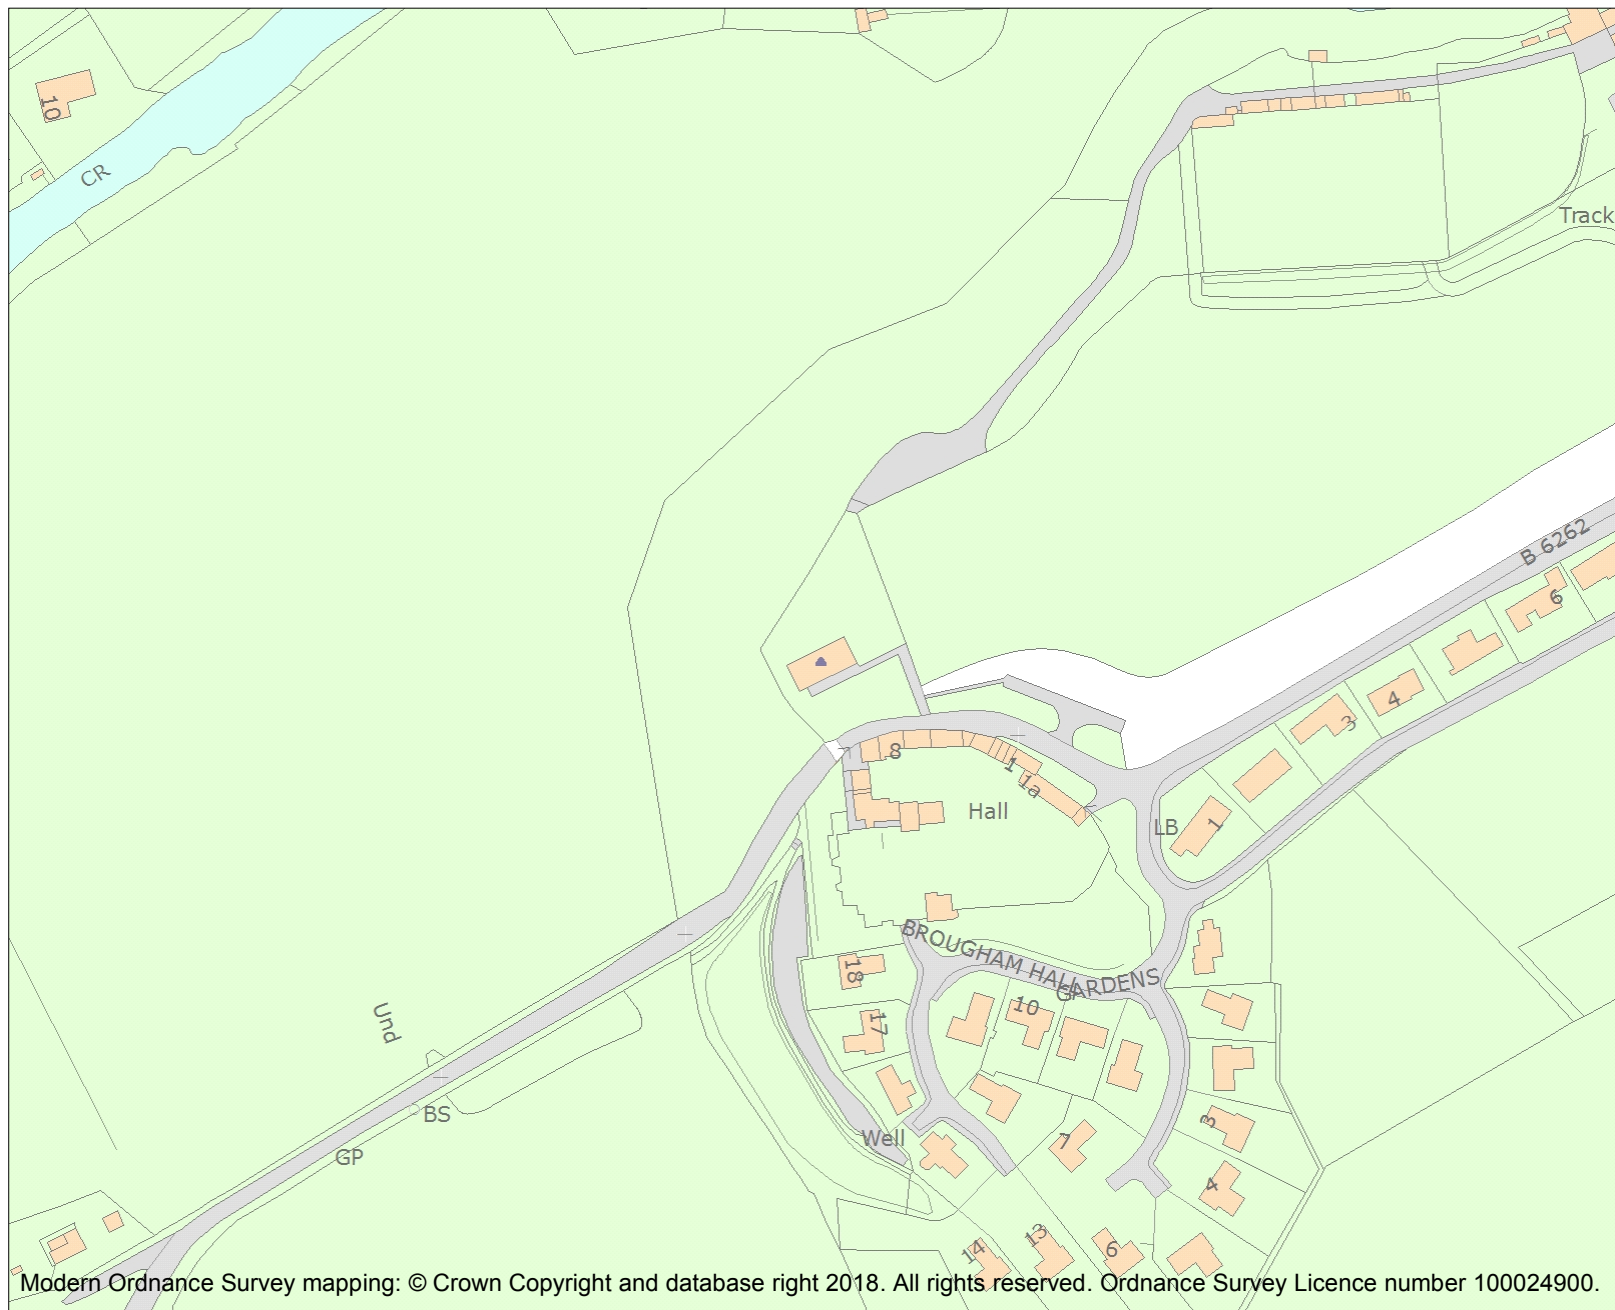 10
CR
Track
B 6262
6
4
3
8
1
1a
Hall
LB
1
BROUGHAM HALL
GARDENS
18
10
17
Und
BS
GP
Well
7
3
4
14
13
6
Modern Ordnance Survey mapping: © Crown Copyright and database right 2018. All rights reserved. Ordnance Survey Licence number 100024900.